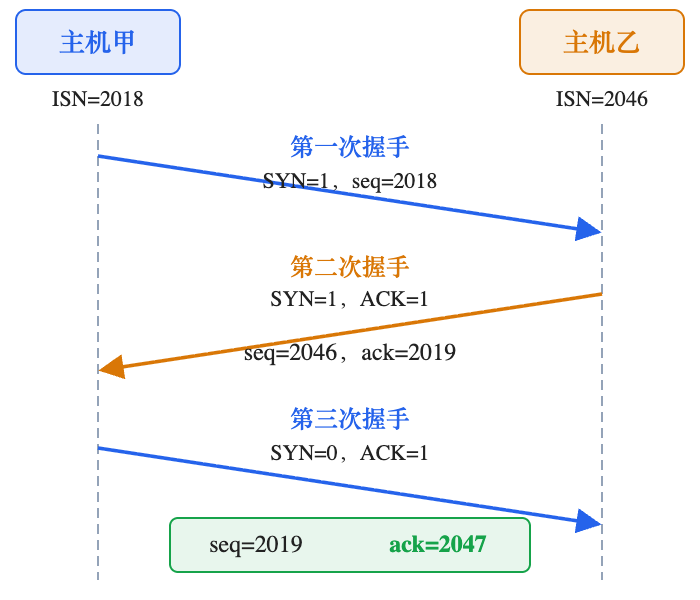 主机甲
主机乙
ISN=2018
ISN=2046
第一次握手
SYN=1，seq=2018
第二次握手
SYN=1，ACK=1
seq=2046，ack=2019
第三次握手
SYN=0，ACK=1
seq=2019 ack=2047